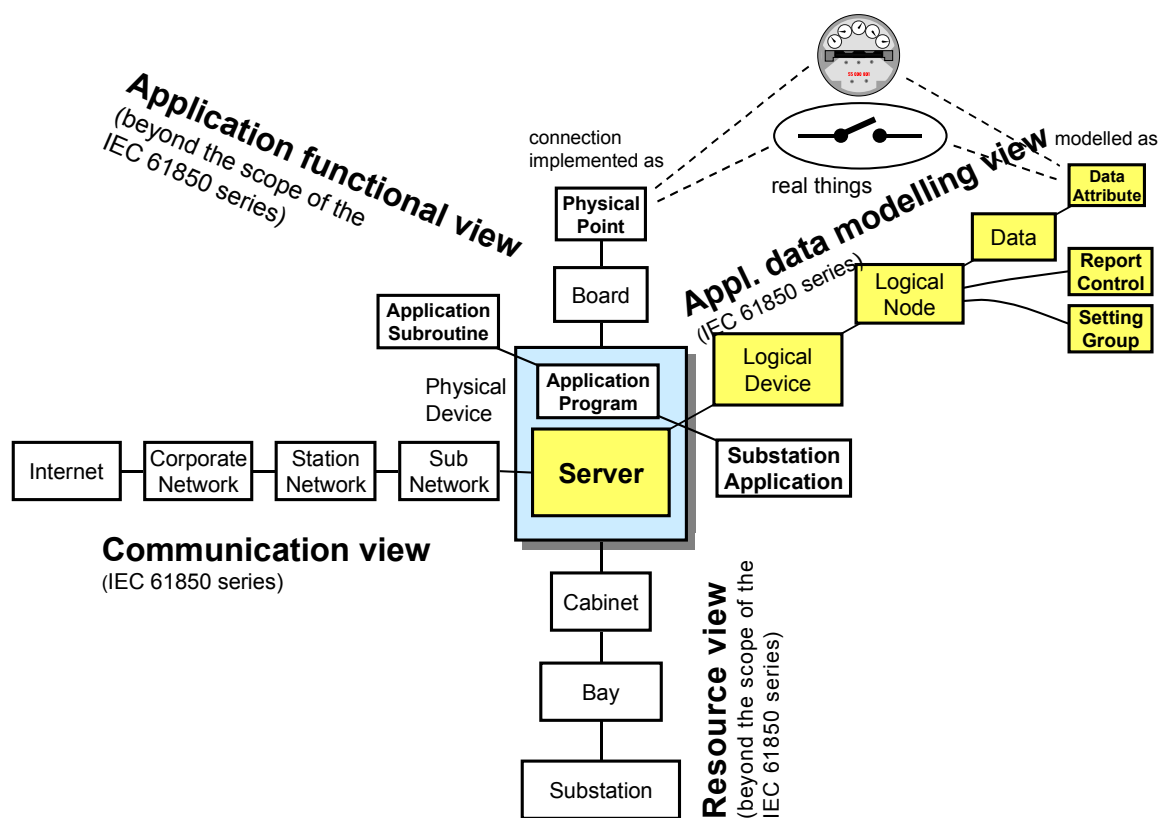 Application functional view
(beyond the scope of the
IEC 61850 series)
connection
implemented as
55 000 001
real things
modelled as
Physical
Point
Data
Attribute
Appl. data modelling view
(IEC 61850 series)
Data
Board
Logical
Node
Report
Control
Setting
Group
Application
Subroutine
Logical
Device
Physical
Device
Application
Program
Substation
Application
Internet
Corporate
Network
Station
Network
Sub
Network
Server
Communication view
(IEC 61850 series)
Cabinet
Bay
Substation
Resource view
(beyond the scope of the
IEC 61850 series)